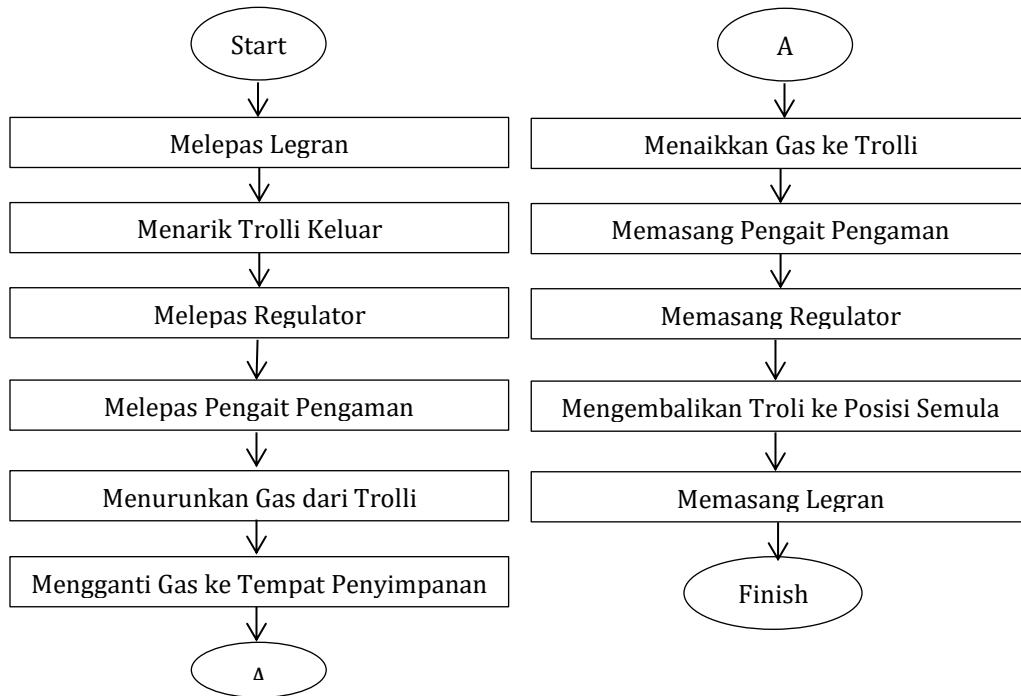 Start
Melepas Legran
Menarik Trolli Keluar
Melepas Regulator
Melepas Pengait Pengaman
Menurunkan Gas dari Trolli
Mengganti Gas ke Tempat Penyimpanan
A
A
Menaikkan Gas ke Trolli
Memasang Pengait Pengaman
Memasang Regulator
Mengembalikan Troli ke Posisi Semula
Memasang Legran
Finish